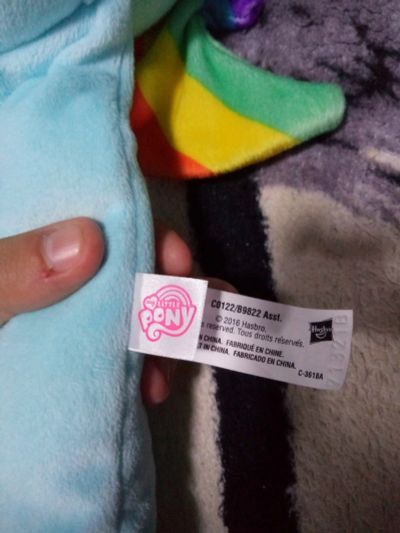 MY
LITTLE
PONY
C0122/B9822 Asst.
© 2016 Hasbro.
reserved. Tous droits réservés.
CHINA. FABRIQUÉ EN CHINE.
IN CHINA. FABRICADO EN CHINA.
C-3618A
Hasbro